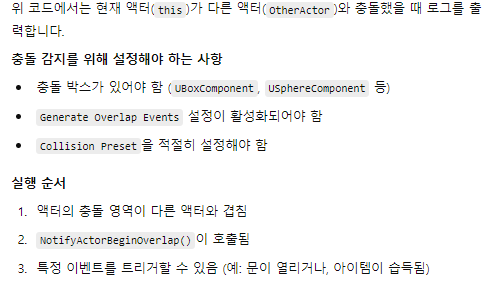 위 코드에서는 현재 액터(this)가 다른 액터(OtherActor)와 충돌했을 때 로그를 출
력합니다.
충돌 감지를 위해 설정해야 하는 사항
• 충돌 박스가 있어야 함 (UBoxComponent, USphereComponent 등)
• Generate Overlap Events 설정이 활성화되어야 함
• Collision Preset을 적절히 설정해야 함
실행 순서
1. 액터의 충돌 영역이 다른 액터와 겹침
2. NotifyActorBeginOverlap()이 호출됨
3. 특정 이벤트를 트리거할 수 있음 (예: 문이 열리거나, 아이템이 습득됨)